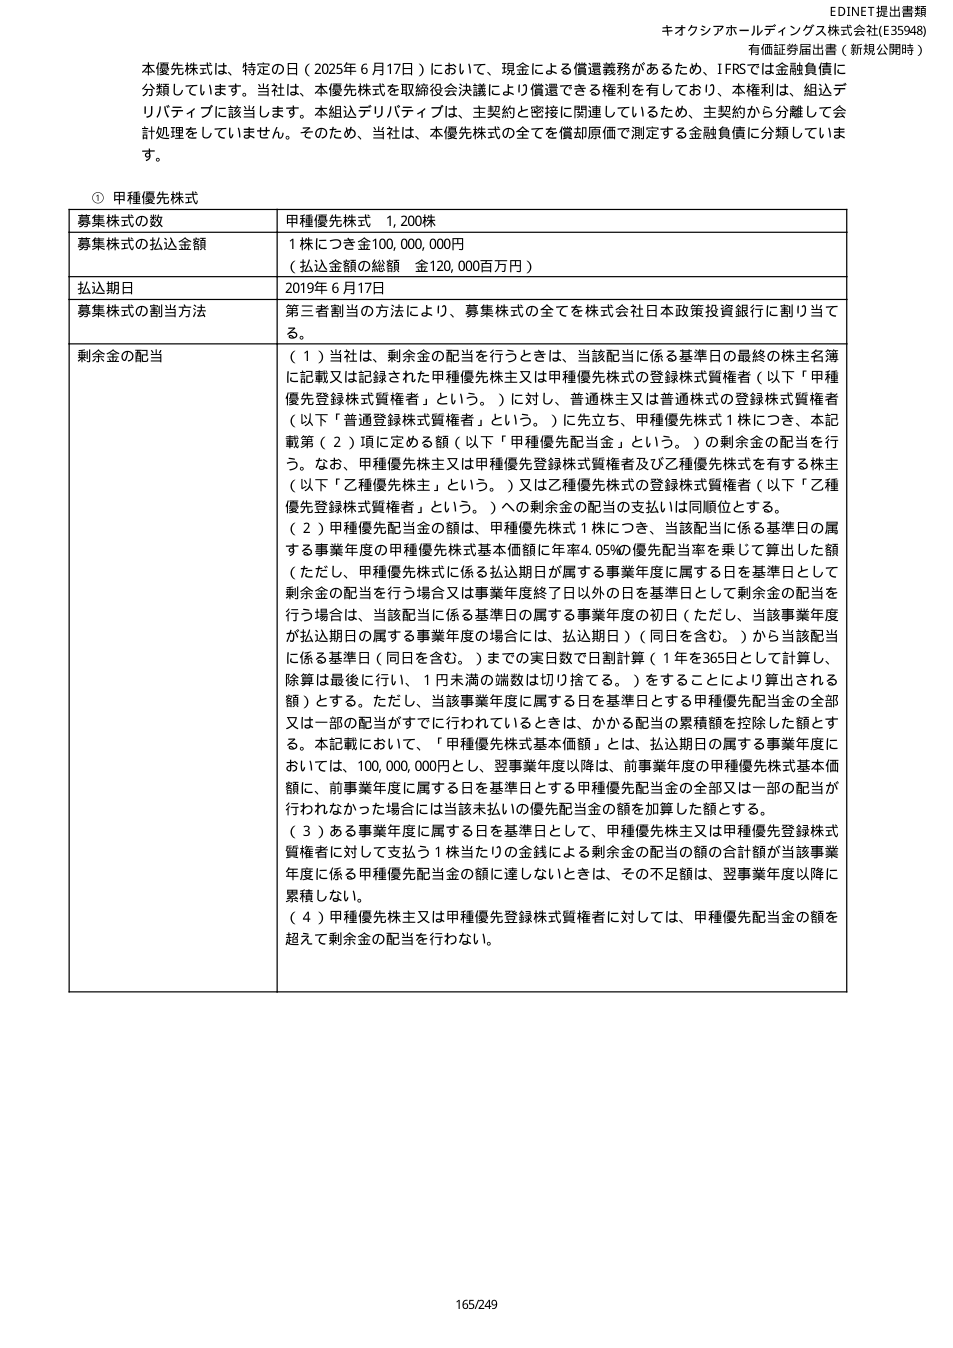 EDINET提出書類
キオクシアホールディングス株式会社(E35948)
有価証券届出書（新規公開時）
本優先株式は、特定の日（2025年６月17日）において、現金による償還義務があるため、IFRSでは金融負債に
分類しています。当社は、本優先株式を取締役会決議により償還できる権利を有しており、本権利は、組込デ
リバティブに該当します。本組込デリバティブは、主契約と密接に関連しているため、主契約から分離して会
計処理をしていません。そのため、当社は、本優先株式の全てを償却原価で測定する金融負債に分類していま
す。
① 甲種優先株式
募集株式の数 甲種優先株式　1,200株
募集株式の払込金額 １株につき金100,000,000円
（払込金額の総額　金120,000百万円）
払込期日 2019年６月17日
募集株式の割当方法 第三者割当の方法により、募集株式の全てを株式会社日本政策投資銀行に割り当て
る。
剰余金の配当 （１）当社は、剰余金の配当を行うときは、当該配当に係る基準日の最終の株主名簿
に記載又は記録された甲種優先株主又は甲種優先株式の登録株式質権者（以下「甲種
優先登録株式質権者」という。）に対し、普通株主又は普通株式の登録株式質権者
（以下「普通登録株式質権者」という。）に先立ち、甲種優先株式１株につき、本記
載第（２）項に定める額（以下「甲種優先配当金」という。）の剰余金の配当を行
う。なお、甲種優先株主又は甲種優先登録株式質権者及び乙種優先株式を有する株主
（以下「乙種優先株主」という。）又は乙種優先株式の登録株式質権者（以下「乙種
優先登録株式質権者」という。）への剰余金の配当の支払いは同順位とする。
（２）甲種優先配当金の額は、甲種優先株式１株につき、当該配当に係る基準日の属
する事業年度の甲種優先株式基本価額に年率4.05%の優先配当率を乗じて算出した額
（ただし、甲種優先株式に係る払込期日が属する事業年度に属する日を基準日として
剰余金の配当を行う場合又は事業年度終了日以外の日を基準日として剰余金の配当を
行う場合は、当該配当に係る基準日の属する事業年度の初日（ただし、当該事業年度
が払込期日の属する事業年度の場合には、払込期日）（同日を含む。）から当該配当
に係る基準日（同日を含む。）までの実日数で日割計算（１年を365日として計算し、
除算は最後に行い、１円未満の端数は切り捨てる。）をすることにより算出される
額）とする。ただし、当該事業年度に属する日を基準日とする甲種優先配当金の全部
又は一部の配当がすでに行われているときは、かかる配当の累積額を控除した額とす
る。本記載において、「甲種優先株式基本価額」とは、払込期日の属する事業年度に
おいては、100,000,000円とし、翌事業年度以降は、前事業年度の甲種優先株式基本価
額に、前事業年度に属する日を基準日とする甲種優先配当金の全部又は一部の配当が
行われなかった場合には当該未払いの優先配当金の額を加算した額とする。
（３）ある事業年度に属する日を基準日として、甲種優先株主又は甲種優先登録株式
質権者に対して支払う１株当たりの金銭による剰余金の配当の額の合計額が当該事業
年度に係る甲種優先配当金の額に達しないときは、その不足額は、翌事業年度以降に
累積しない。
（４）甲種優先株主又は甲種優先登録株式質権者に対しては、甲種優先配当金の額を
超えて剰余金の配当を行わない。
165/249